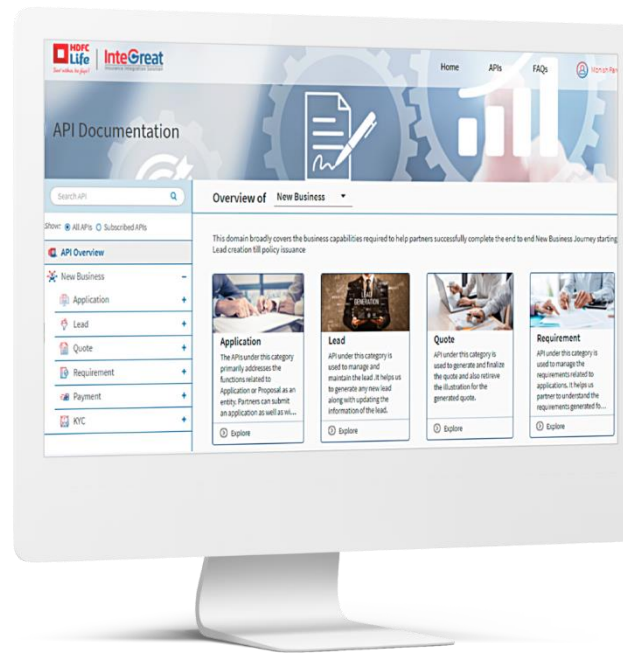 HDFC
Life
InteGreat
Home
APIs
FAQs
API Documentation
Search API
Overview of New Business
Show: All APIs Subscribed APIs
This domain broadly covers the business capabilities required to help partners successfully complete the end to end New Business Journey starting
Lead creation till policy issuance
API Overview
New Business
Application
Lead
Quote
Requirement
Payment
KYC
Application
The APIs under this category
primarily addresses the
functions related to
Application or Proposal as an
entity. Partners can submit
an application as well as wi...
Explore
LEAD
GENERATION
Lead
API under this category is
used to manage and
maintain the lead .It helps us
to generate any new lead
along with updating the
information of the lead.
Explore
Quote
API under this category is
used to generate and finalize
the quote and also retrieve
the illustration for the
generated quote.
Explore
Requirement
API under this category is
used to manage the
requirements related to
applications. It helps us
partner to understand the
requirements generated fo...
Explore